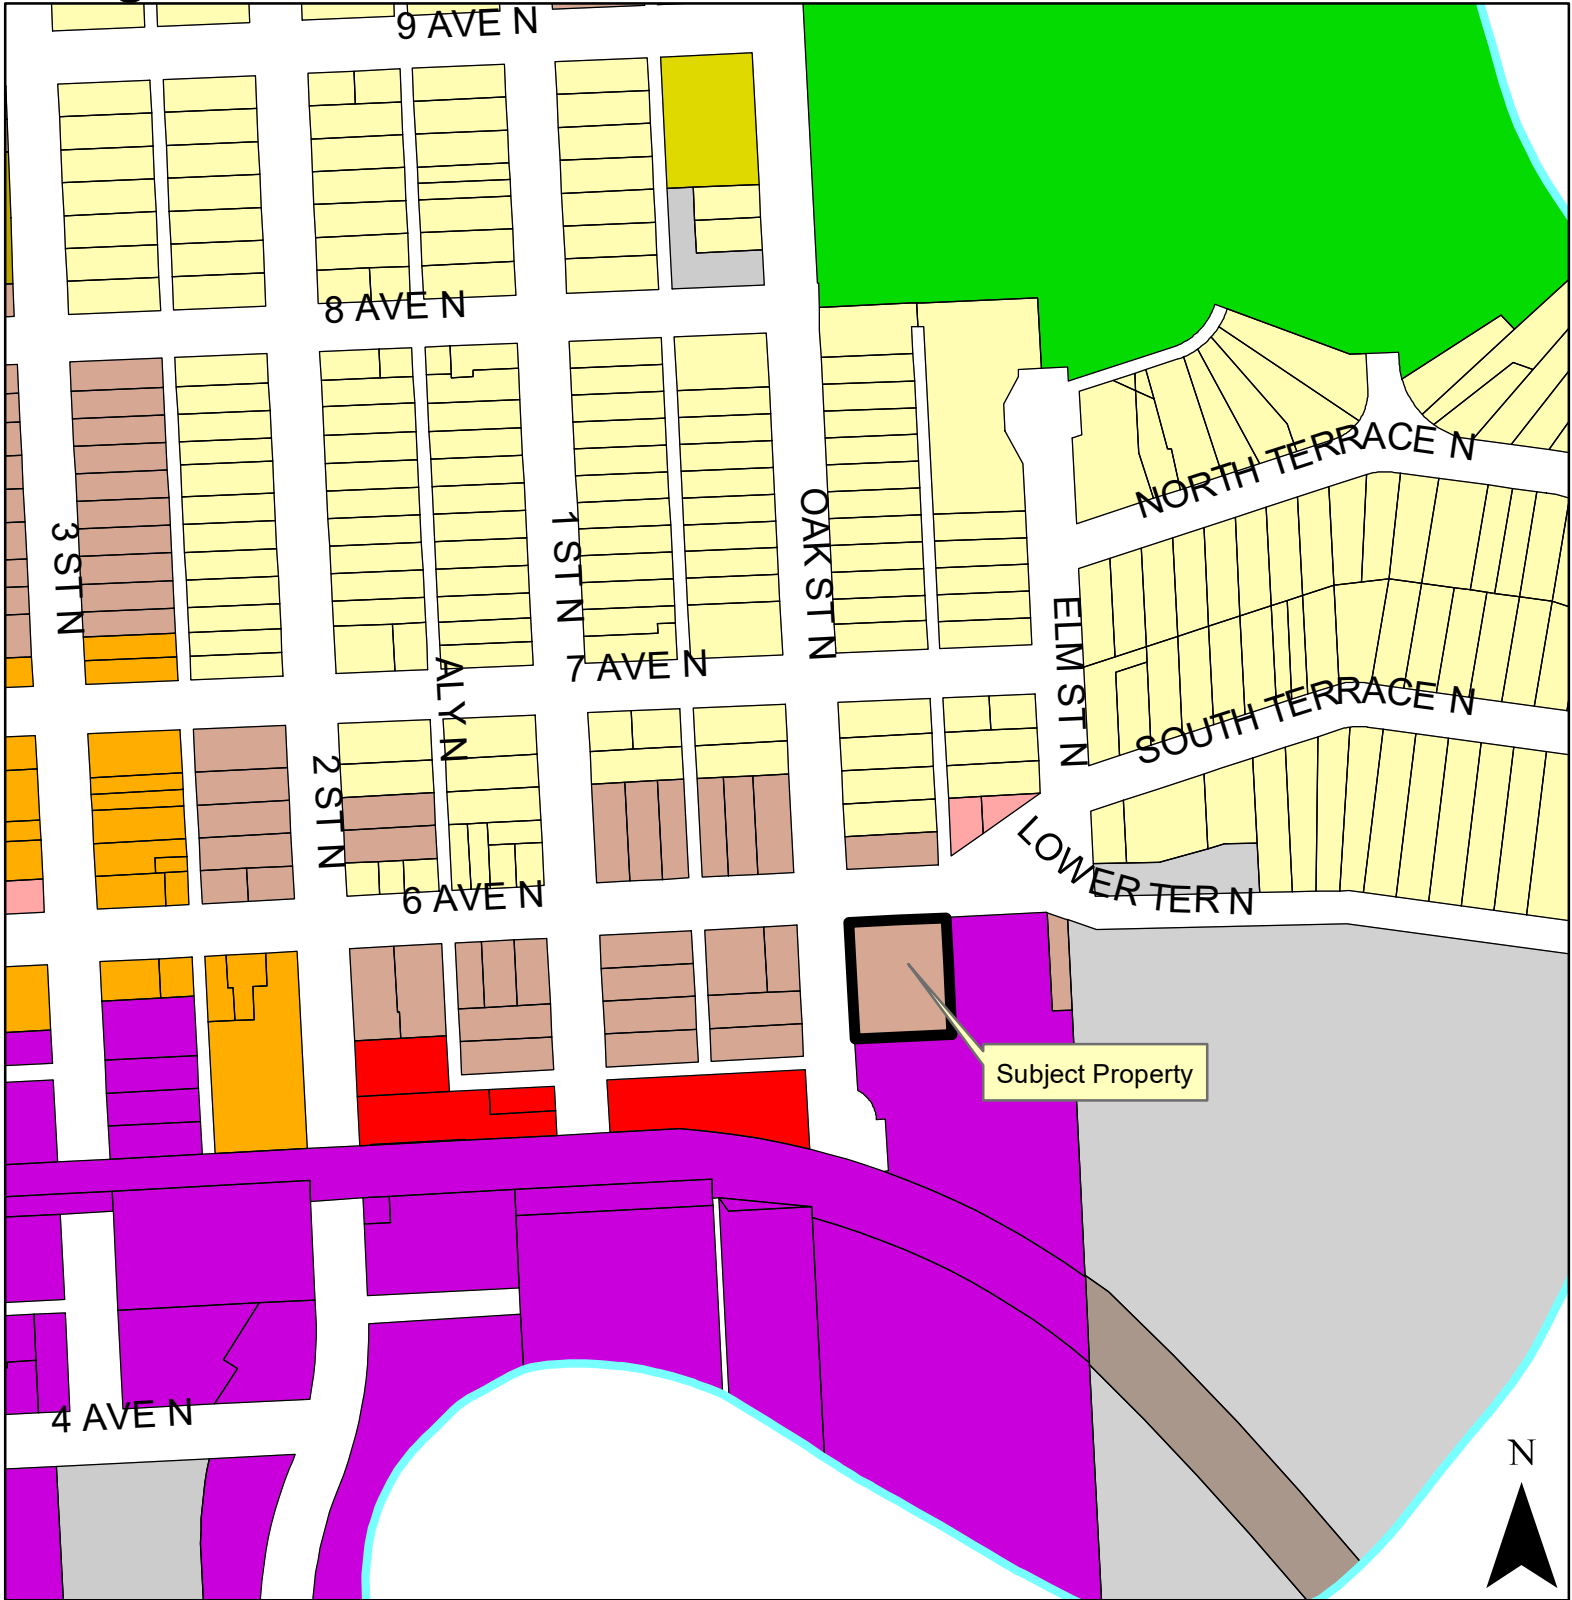 9 AVE N
8 AVE N
NORTH TERRACE N
3 ST N
1 ST N
OAK ST N
ELM ST N
7 AVE N
ALY N
SOUTH TERRACE N
2 ST N
LOWER TER N
6 AVE N
Subject Property
4 AVE N
N